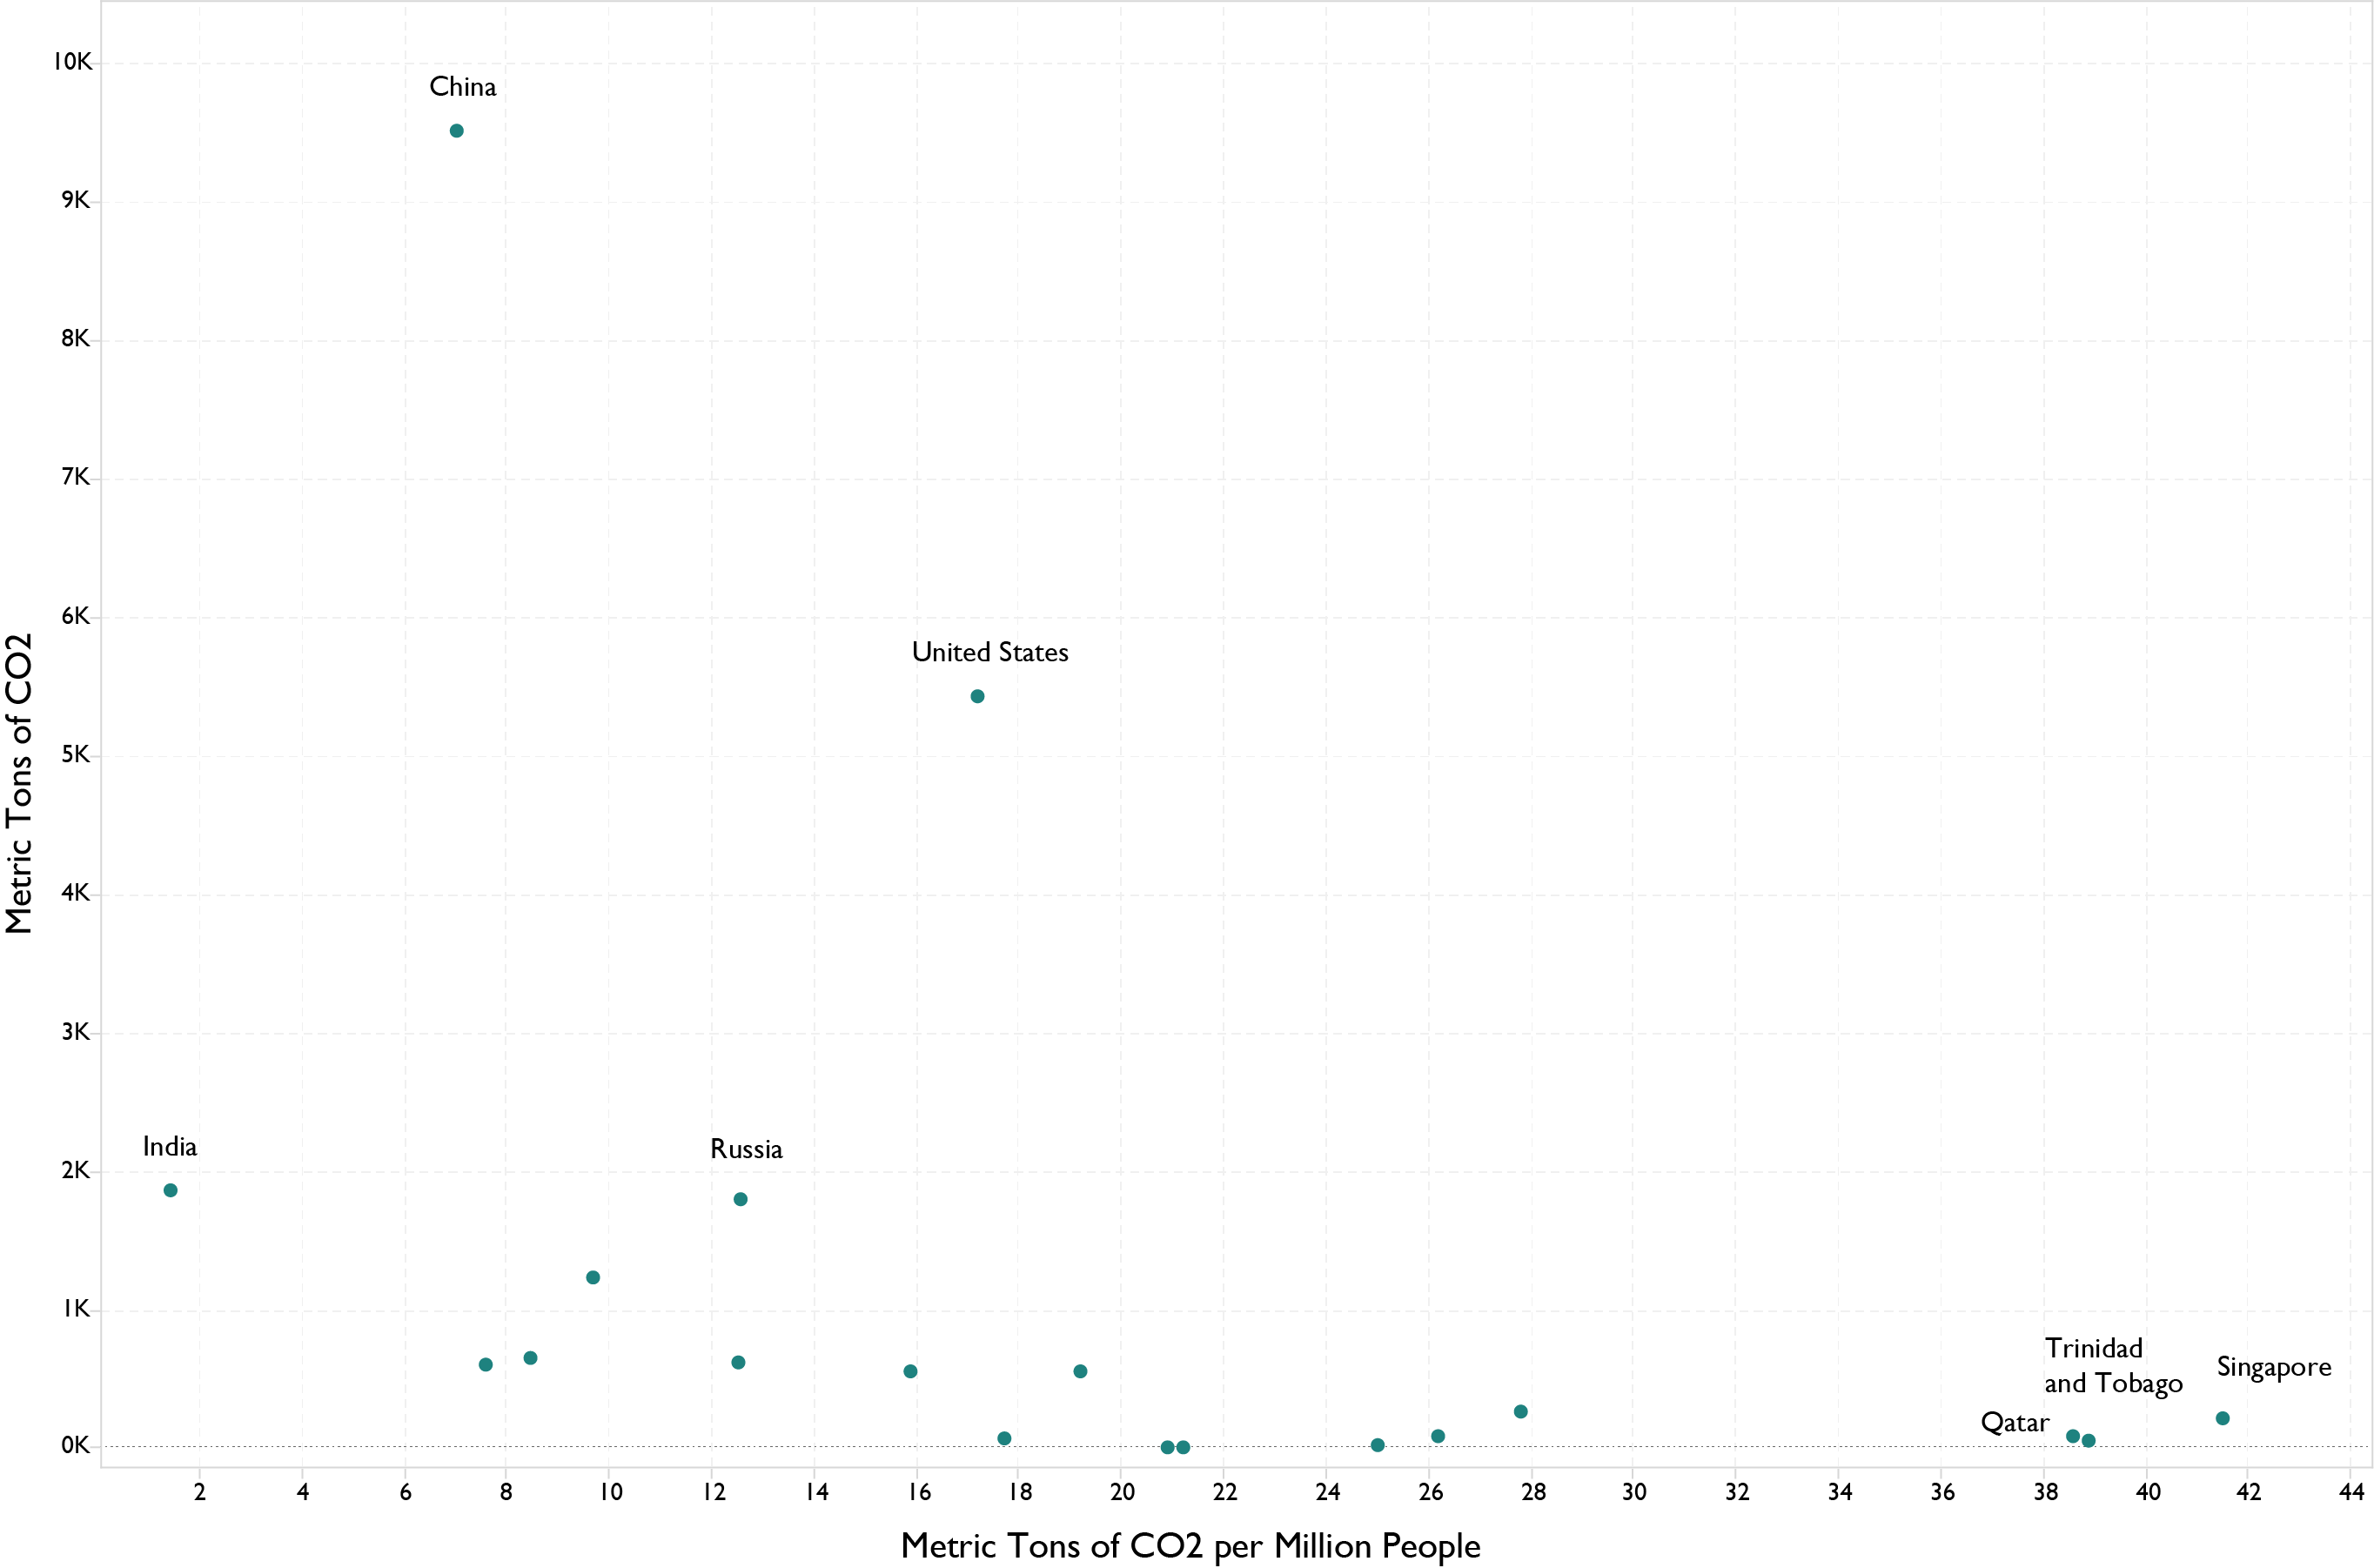 10K
China
9K
8K
7K
6K
United States
5K
4K
3K
India
Russia
2K
1K
Trinidad
and Tobago
Singapore
Qatar
0K
2 4 6 8 10 12 14 16 18 20 22 24 26 28 30 32 34 36 38 40 42 44
Metric Tons of CO2 per Million People
Metric Tons of CO2